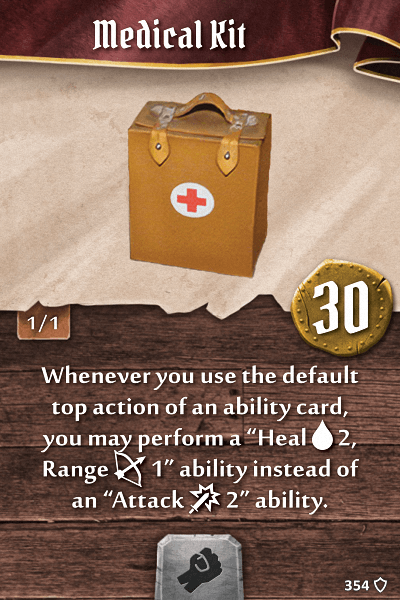 Medical Kit
1/1
30
Whenever you use the default
top action of an ability card,
you may perform a “Heal 2,
Range 1” ability instead of
an “Attack 2” ability.
354